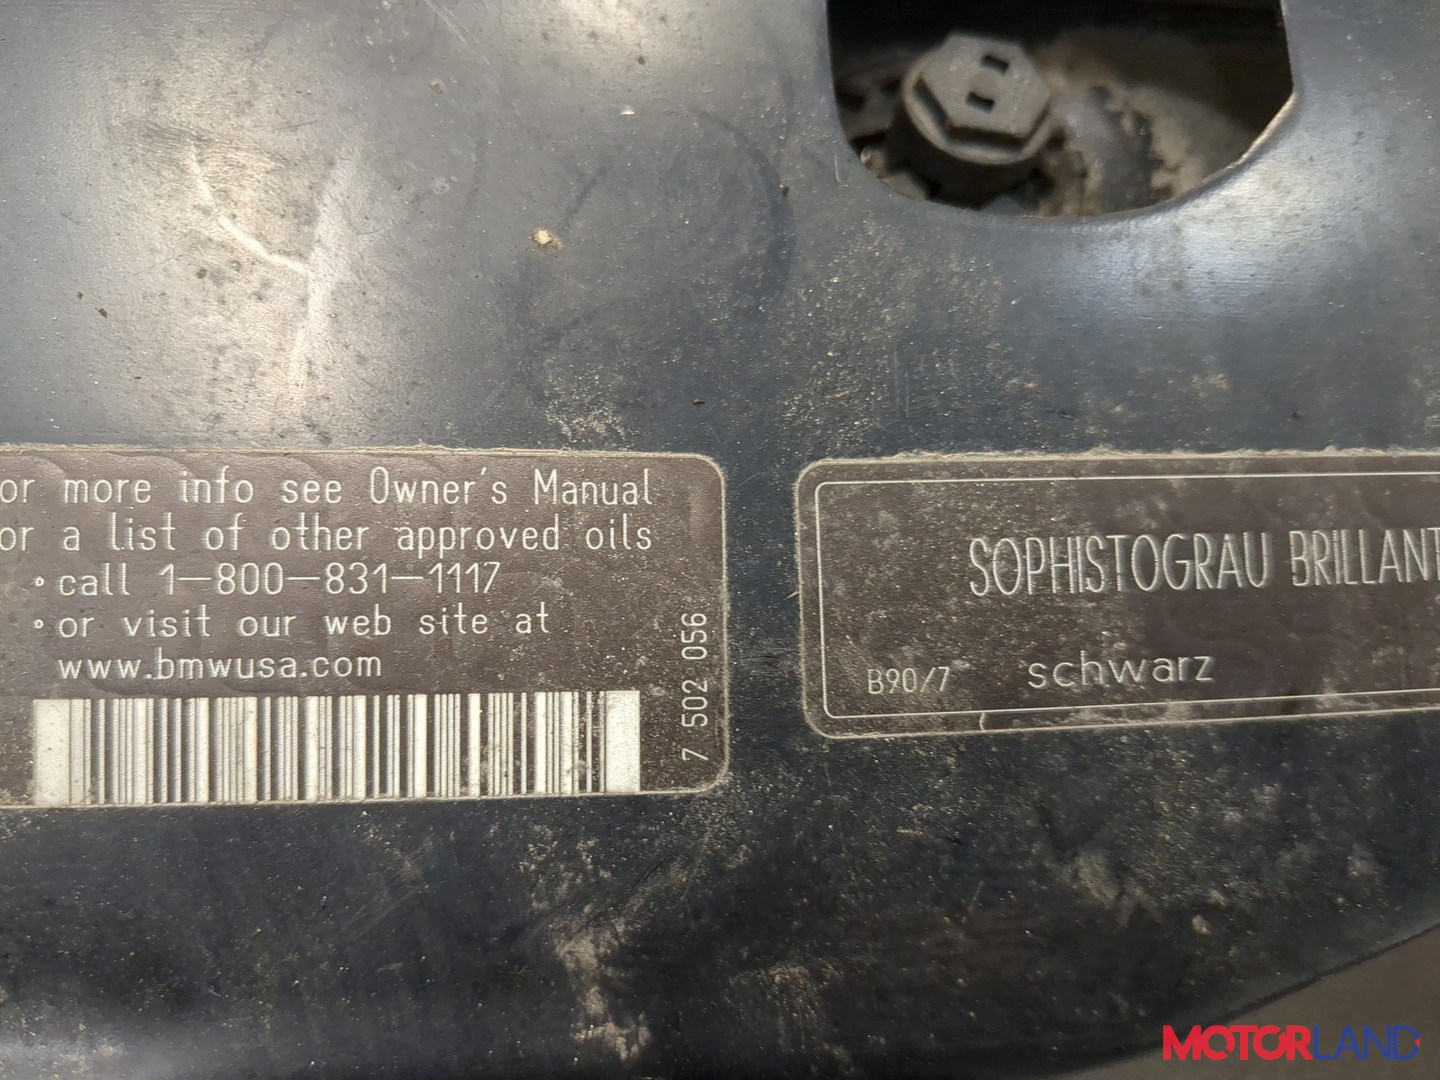 or more info see Owner's Manual
or a list of other approved oils
• call 1-800-831-1117
• or visit our web site at
www.bmwusa.com
7 502 056
SOPHISTOGRAU BRILLANT
B90/7 schwarz
MOTORLAND